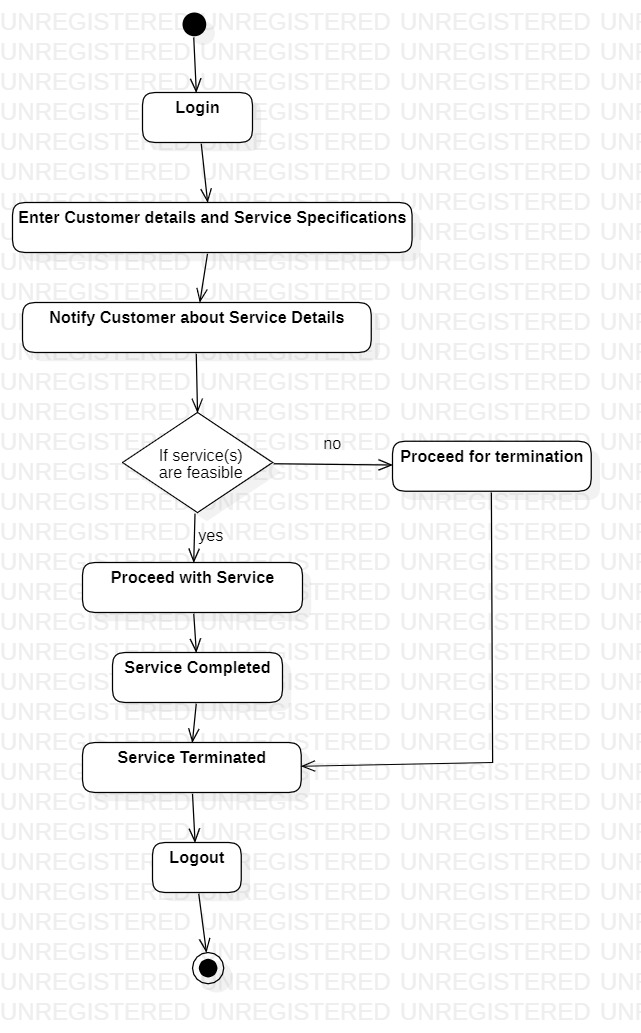 Login
Enter Customer details and Service Specifications
Notify Customer about Service Details
If service(s)
are feasible
no
Proceed for termination
yes
Proceed with Service
Service Completed
Service Terminated
Logout
UNREGISTERED